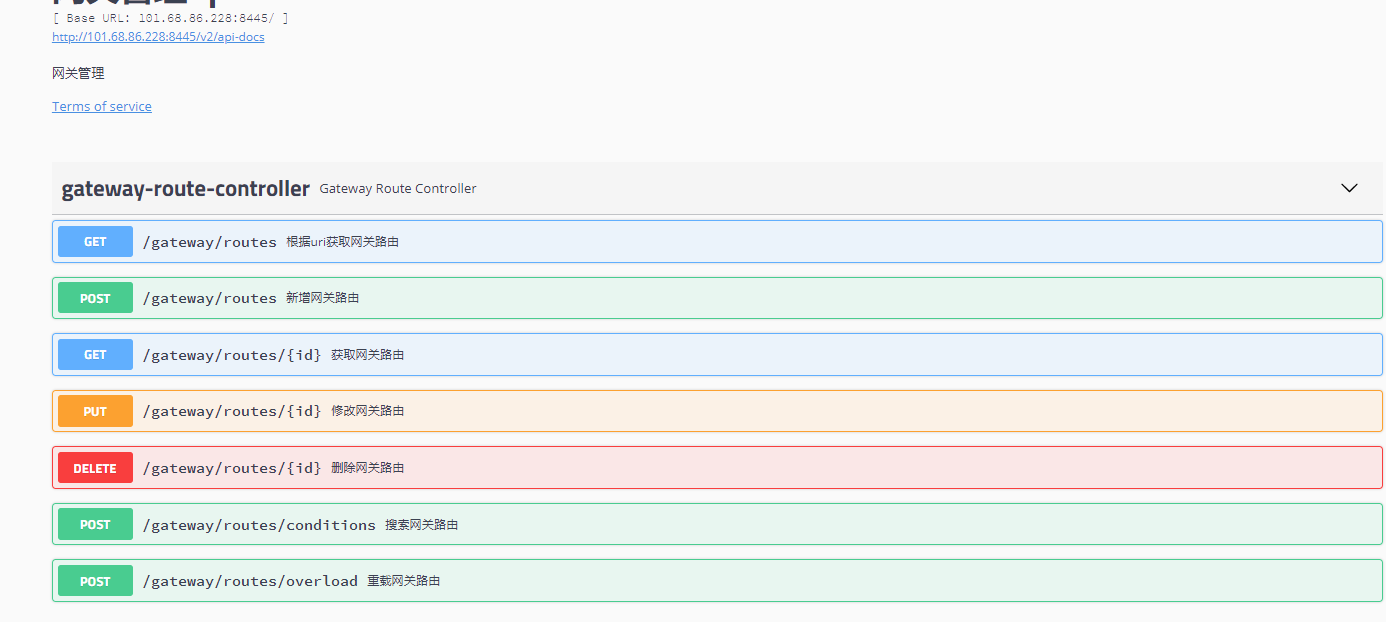 [ Base URL: 101.68.86.228:8445/ ]
http://101.68.86.228:8445/v2/api-docs
网关管理
Terms of service
gateway-route-controller Gateway Route Controller
GET /gateway/routes 根据uri获取网关路由
POST /gateway/routes 新增网关路由
GET /gateway/routes/{id} 获取网关路由
PUT /gateway/routes/{id} 修改网关路由
DELETE /gateway/routes/{id} 删除网关路由
POST /gateway/routes/conditions 搜索网关路由
POST /gateway/routes/overload 重载网关路由